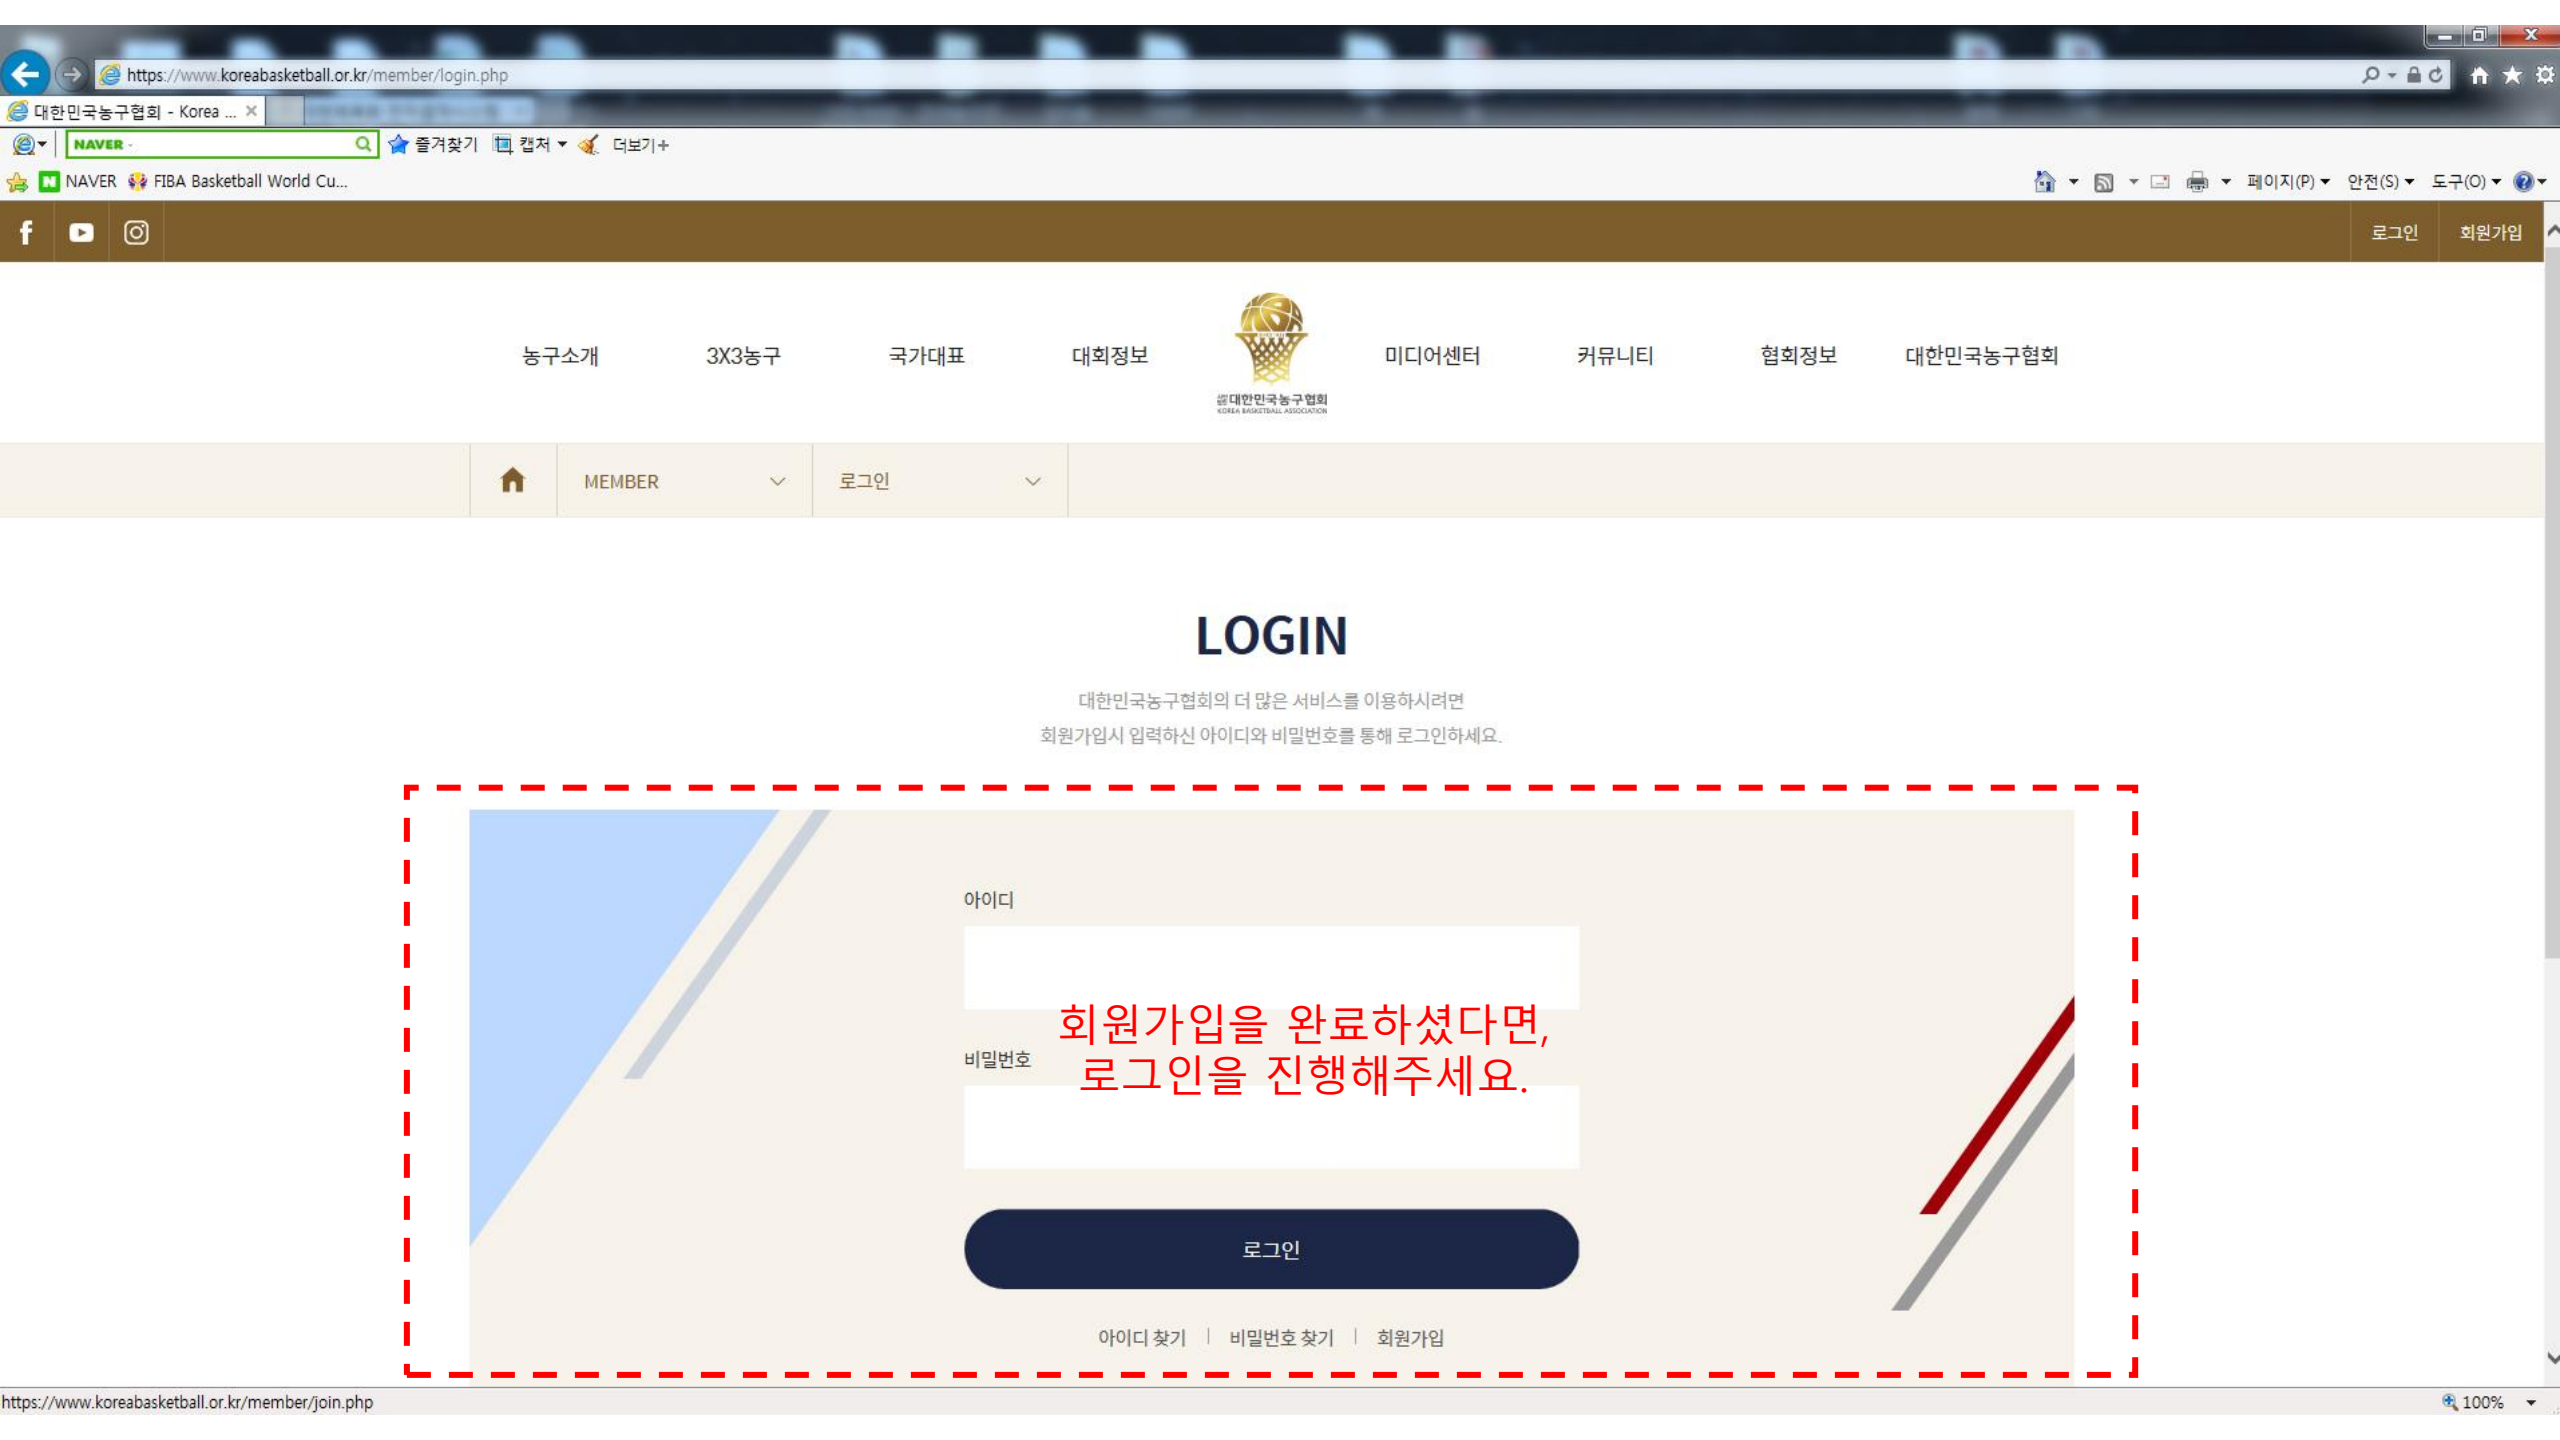 https://www.koreabasketball.or.kr/member/login.php
대한민국농구협회 - Korea ...
NAVER
즐겨찾기 캡처 더보기+
NAVER FIBA Basketball World Cu...
페이지(P) 안전(S) 도구(O)
로그인 회원가입
농구소개 3X3농구 국가대표 대회정보 미디어센터 커뮤니티 협회정보 대한민국농구협회
대한민국농구협회
KOREA BASKETBALL ASSOCIATION
MEMBER 로그인
LOGIN
대한민국농구협회의 더 많은 서비스를 이용하시려면
회원가입시 입력하신 아이디와 비밀번호를 통해 로그인하세요.
아이디
회원가입을 완료하셨다면,
비밀번호
로그인을 진행해주세요.
로그인
아이디 찾기 비밀번호 찾기 회원가입
https://www.koreabasketball.or.kr/member/join.php
100%